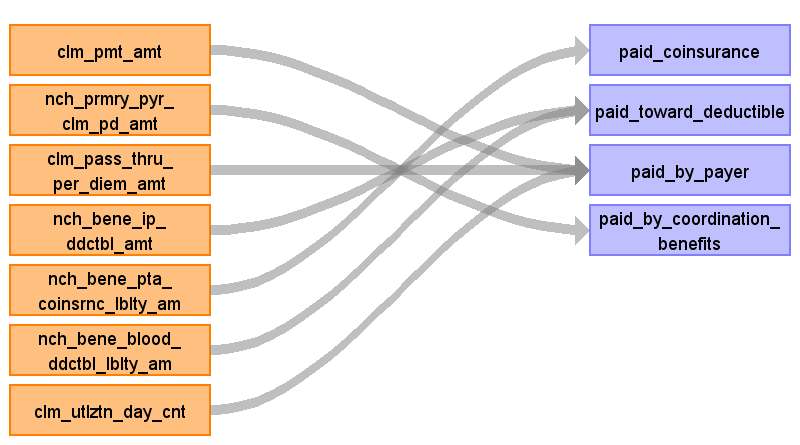 clm_pmt_amt
nch_prmry_pyr_
clm_pd_amt
clm_pass_thru_
per_diem_amt
nch_bene_ip_
ddctbl_amt
nch_bene_pta_
coinsrnc_lblty_am
nch_bene_blood_
ddctbl_lblty_am
clm_utlztn_day_cnt
paid_coinsurance
paid_toward_deductible
paid_by_payer
paid_by_coordination_
benefits